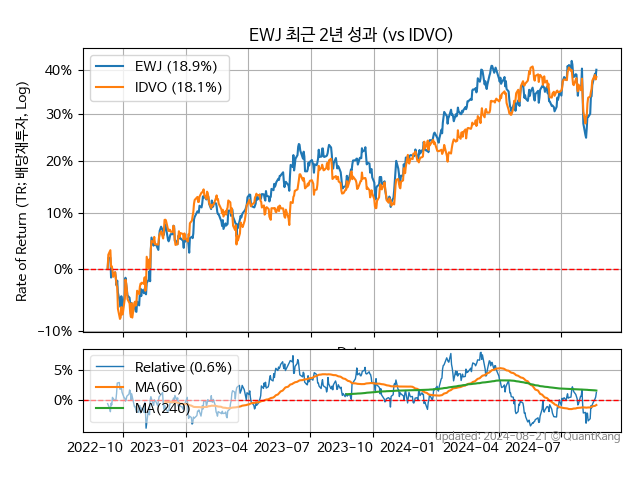 EWJ 최근 2년 성과 (vs IDVO)
Rate of Return (TR: 배당재투자, Log)
40%
30%
20%
10%
0%
−10%
EWJ (18.9%)
IDVO (18.1%)
5%
0%
Relative (0.6%)
MA(60)
MA(240)
2022-10 2023-01 2023-04 2023-07 2023-10 2024-01 2024-04 2024-07
updated: 2024-08-21 © QuantKang